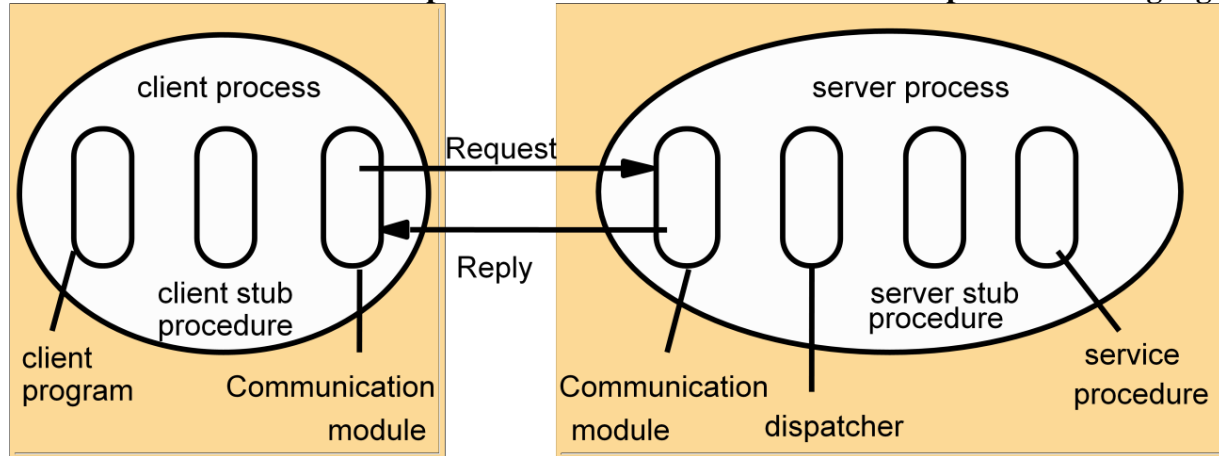 client process
server process
Request
Reply
client stub
procedure
server stub
procedure
client
program
Communication
module
Communication
module
dispatcher
service
procedure